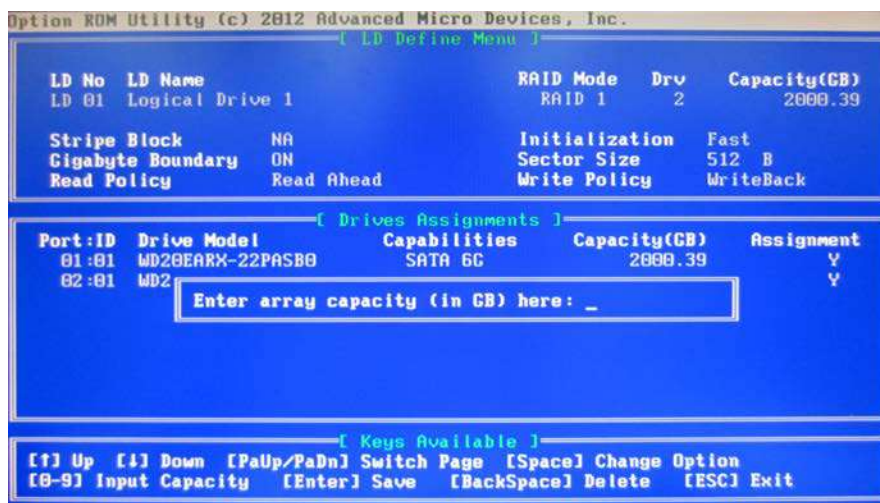 Option ROM Utility (c) 2012 Advanced Micro Devices, Inc.
[ LD Define Menu ]
LD No LD Name RAID Mode Drv Capacity(GB)
LD 01 Logical Drive 1 RAID 1 2 2000.39
Stripe Block NA Initialization Fast
Gigabyte Boundary ON Sector Size 512 B
Read Policy Read Ahead Write Policy WriteBack
[ Drives Assignments ]
Port:ID Drive Model Capabilities Capacity(GB) Assignment
01:01 WD20EARX-22PASB0 SATA 6G 2000.39 Y
02:01 WD2 Y
Enter array capacity (in GB) here: _
[ Keys Available ]
[↑] Up [↓] Down [PaUp/PaDn] Switch Page [Space] Change Option
[0-9] Input Capacity [Enter] Save [BackSpace] Delete [ESC] Exit